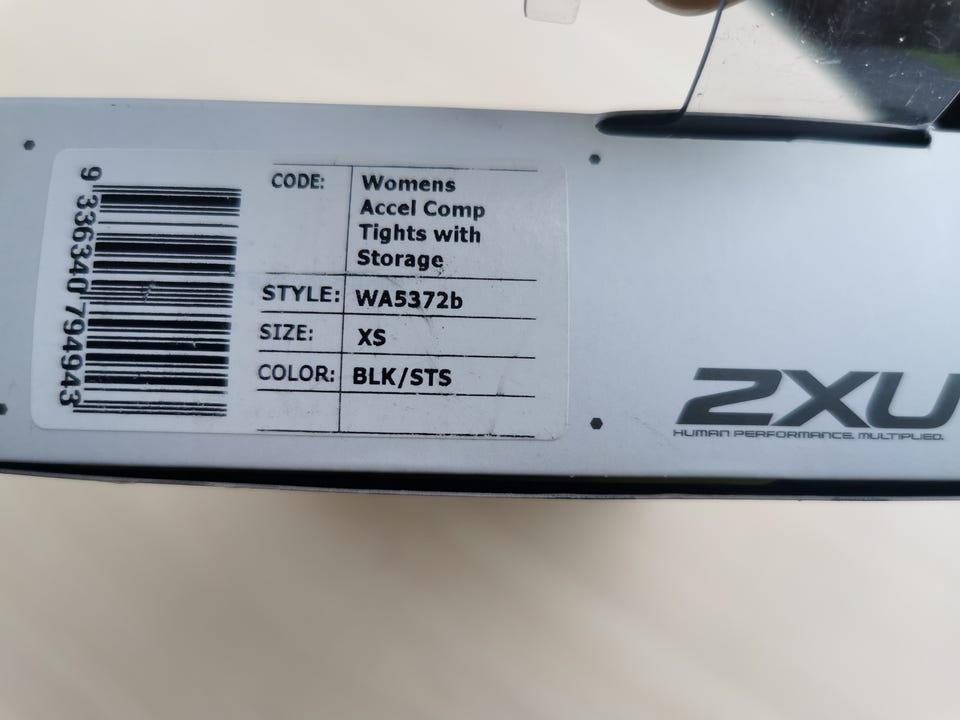 9 336340 794943
CODE: Womens
Accel Comp
Tights with
Storage
STYLE: WA5372b
SIZE: XS
COLOR: BLK/STS
2XU
HUMAN PERFORMANCE. MULTIPLIED.